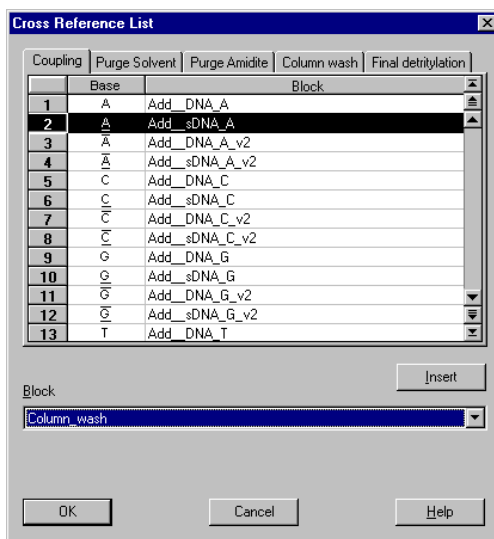 Cross Reference List
Coupling Purge Solvent Purge Amidite Column wash Final detritylation
Base Block
1 A Add__DNA_A
2 A̲ Add__sDNA_A
3 A̅ Add__DNA_A_v2
4 A̲̅ Add__sDNA_A_v2
5 C Add__DNA_C
6 C̲ Add__sDNA_C
7 C̅ Add__DNA_C_v2
8 C̲̅ Add__sDNA_C_v2
9 G Add__DNA_G
10 G̲ Add__sDNA_G
11 G̅ Add__DNA_G_v2
12 G̲̅ Add__sDNA_G_v2
13 T Add__DNA_T
Insert
Block
Column_wash
OK Cancel Help